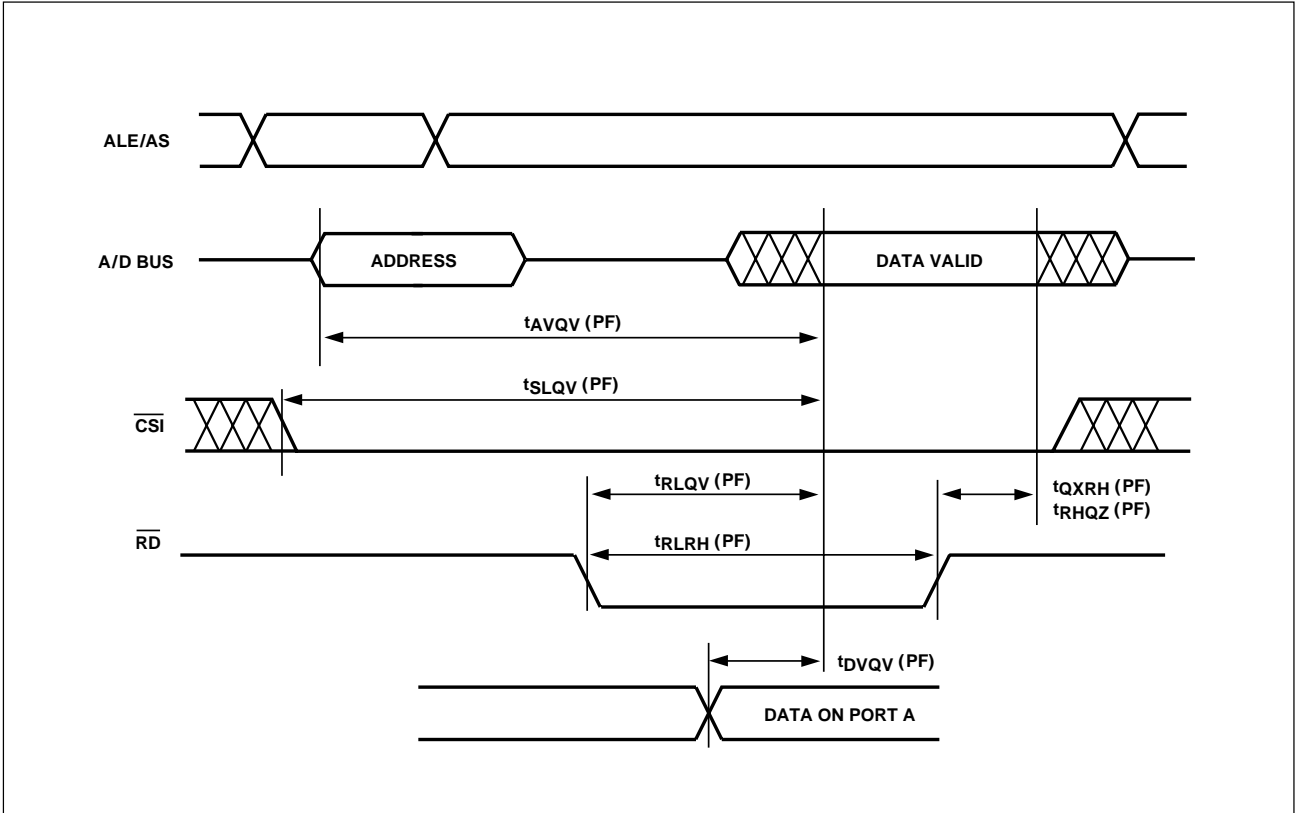 ALE/AS
A/D BUS
ADDRESS
DATA VALID
tAVQV (PF)
tSLQV (PF)
CSI
tRLQV (PF)
tQXRH (PF)
tRHQZ (PF)
RD
tRLRH (PF)
tDVQV (PF)
DATA ON PORT A